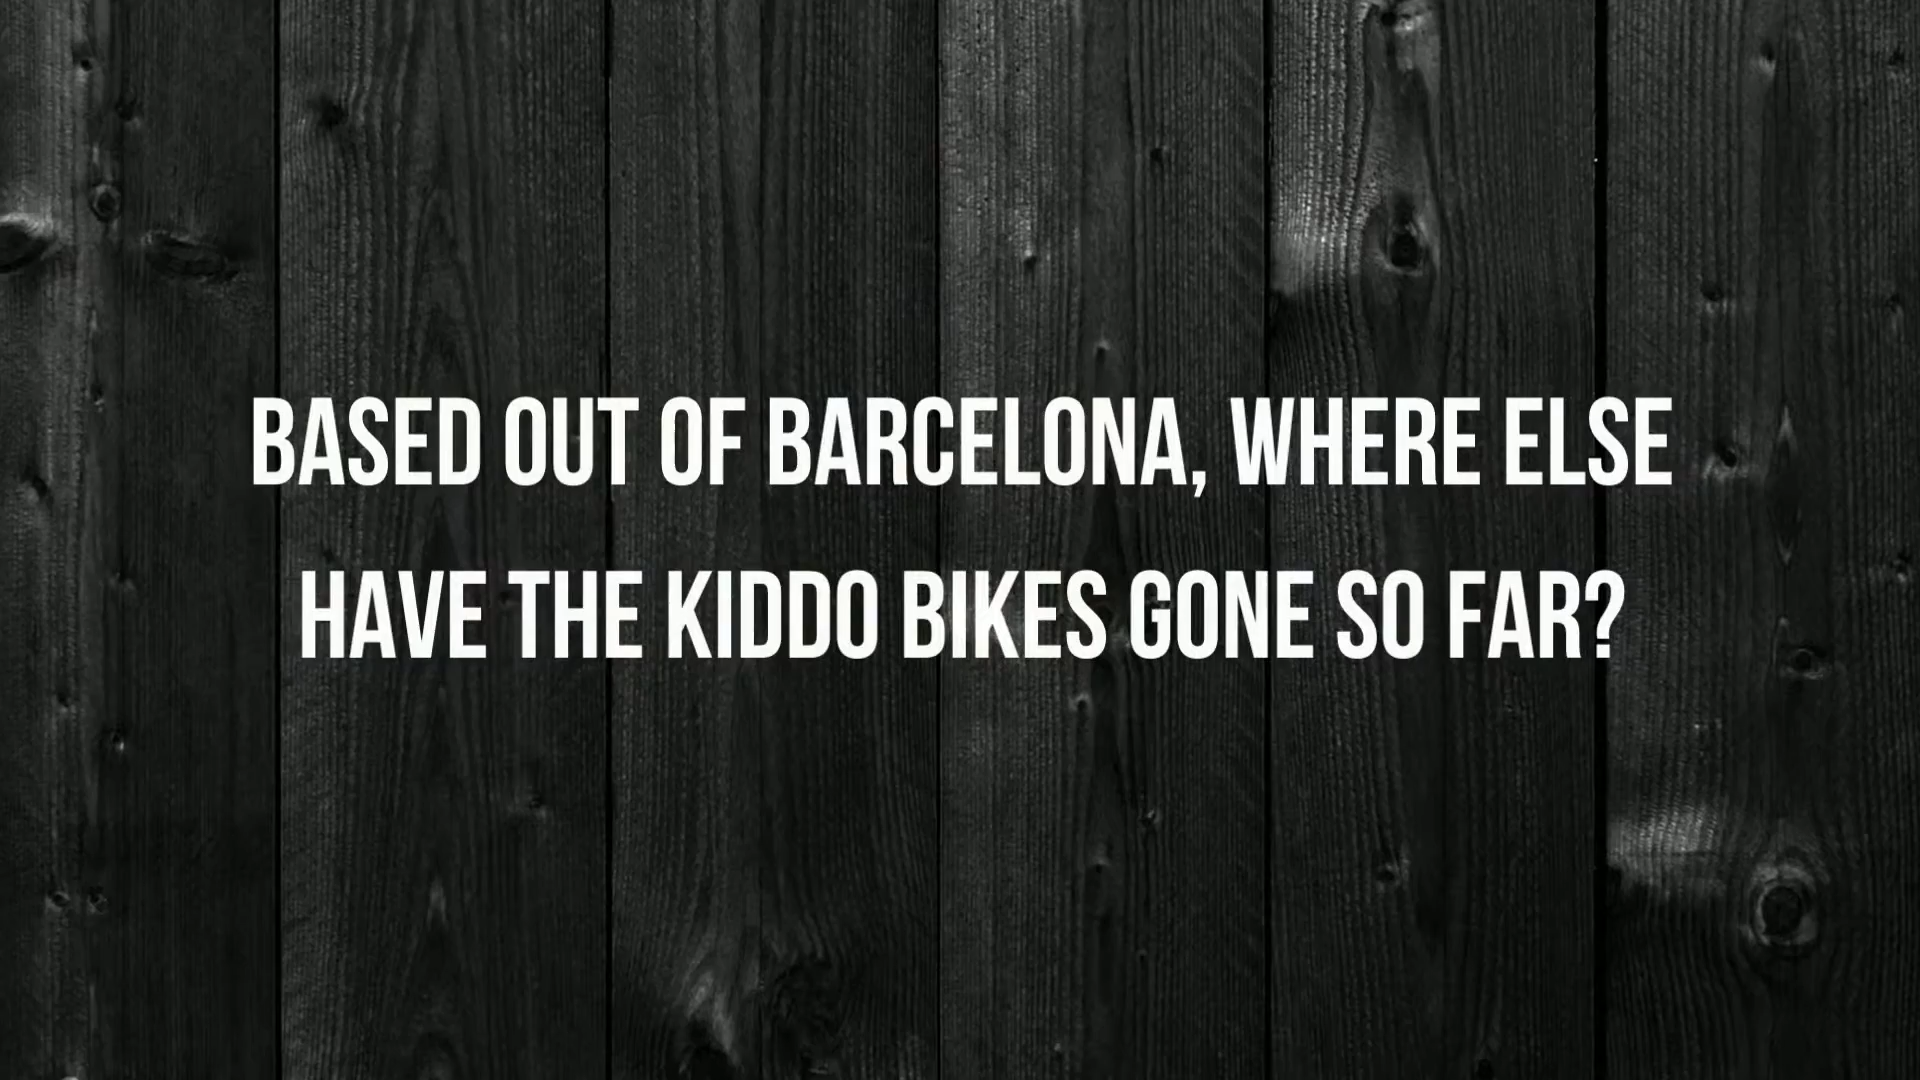 BASED OUT OF BARCELONA, WHERE ELSE
HAVE THE KIDDO BIKES GONE SO FAR?